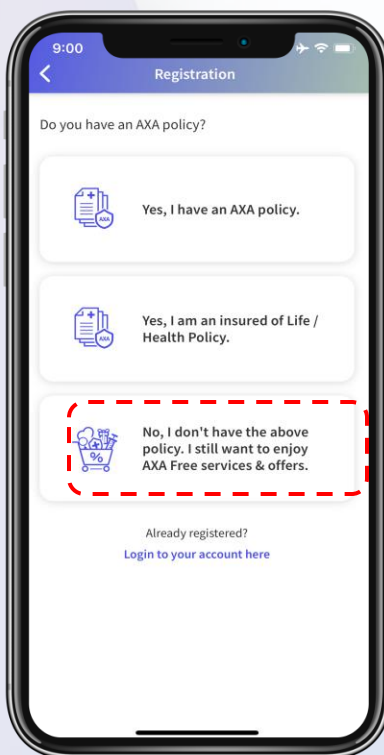 9:00
Registration
Do you have an AXA policy?
AXA
Yes, I have an AXA policy.
AXA
Yes, I am an insured of Life /
Health Policy.
%
No, I don't have the above
policy. I still want to enjoy
AXA Free services & offers.
Already registered?
Login to your account here